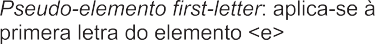 Pseudo-elemento first-letter: aplica-se à
primera letra do elemento <e>